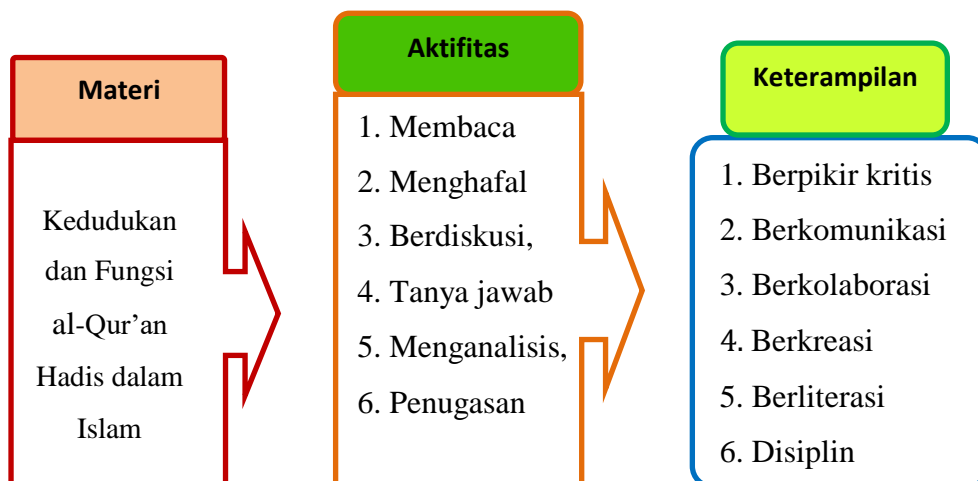 Materi
Kedudukan
dan Fungsi
al-Qur’an
Hadis dalam
Islam
Aktifitas
1. Membaca
2. Menghafal
3. Berdiskusi,
4. Tanya jawab
5. Menganalisis,
6. Penugasan
Keterampilan
1. Berpikir kritis
2. Berkomunikasi
3. Berkolaborasi
4. Berkreasi
5. Berliterasi
6. Disiplin